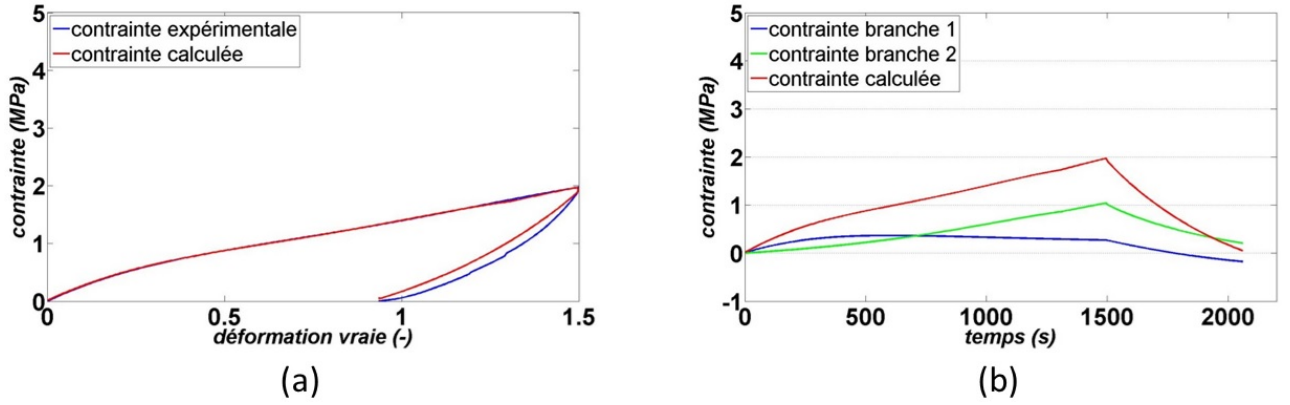 contrainte expérimentale
contrainte calculée
contrainte (MPa)
5
4
3
2
1
0
0
0.5
1
1.5
déformation vraie (-)
(a)
contrainte branche 1
contrainte branche 2
contrainte calculée
contrainte (MPa)
5
4
3
2
1
0
-1
0
500
1000
1500
2000
temps (s)
(b)